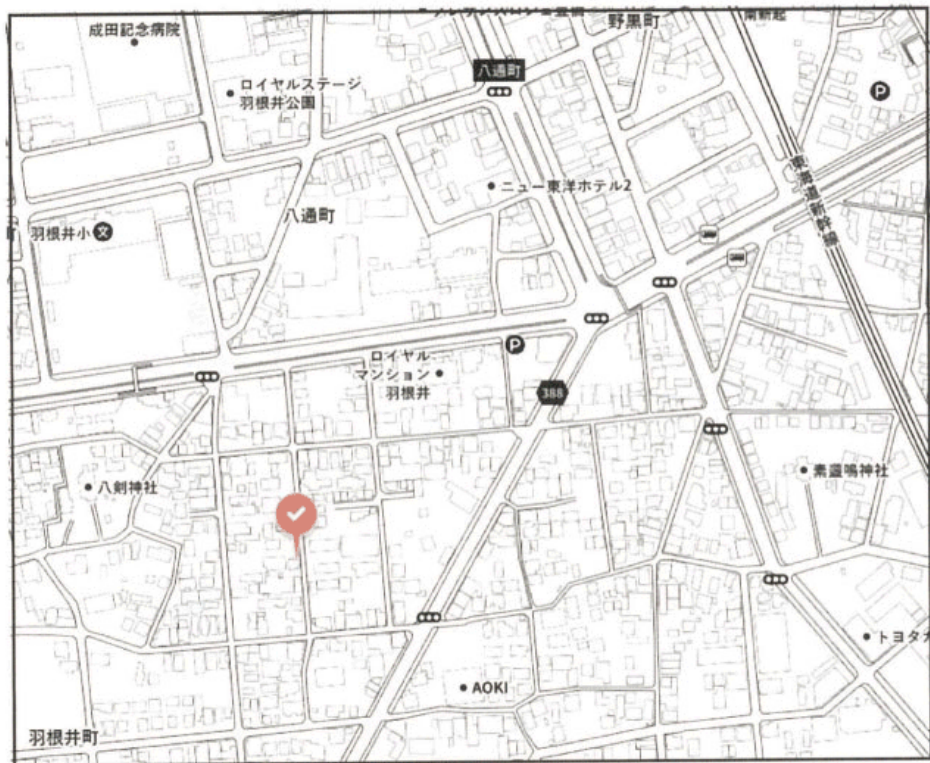 成田記念病院
野黒町
八通町
ロイヤルステージ
羽根井公園
P
ニュー東洋ホテル2
東海道新幹線
八通町
羽根井小
文
P
ロイヤル
マンション
羽根井
388
八剣神社
素盞嗚神社
トヨタカ
AOKI
羽根井町